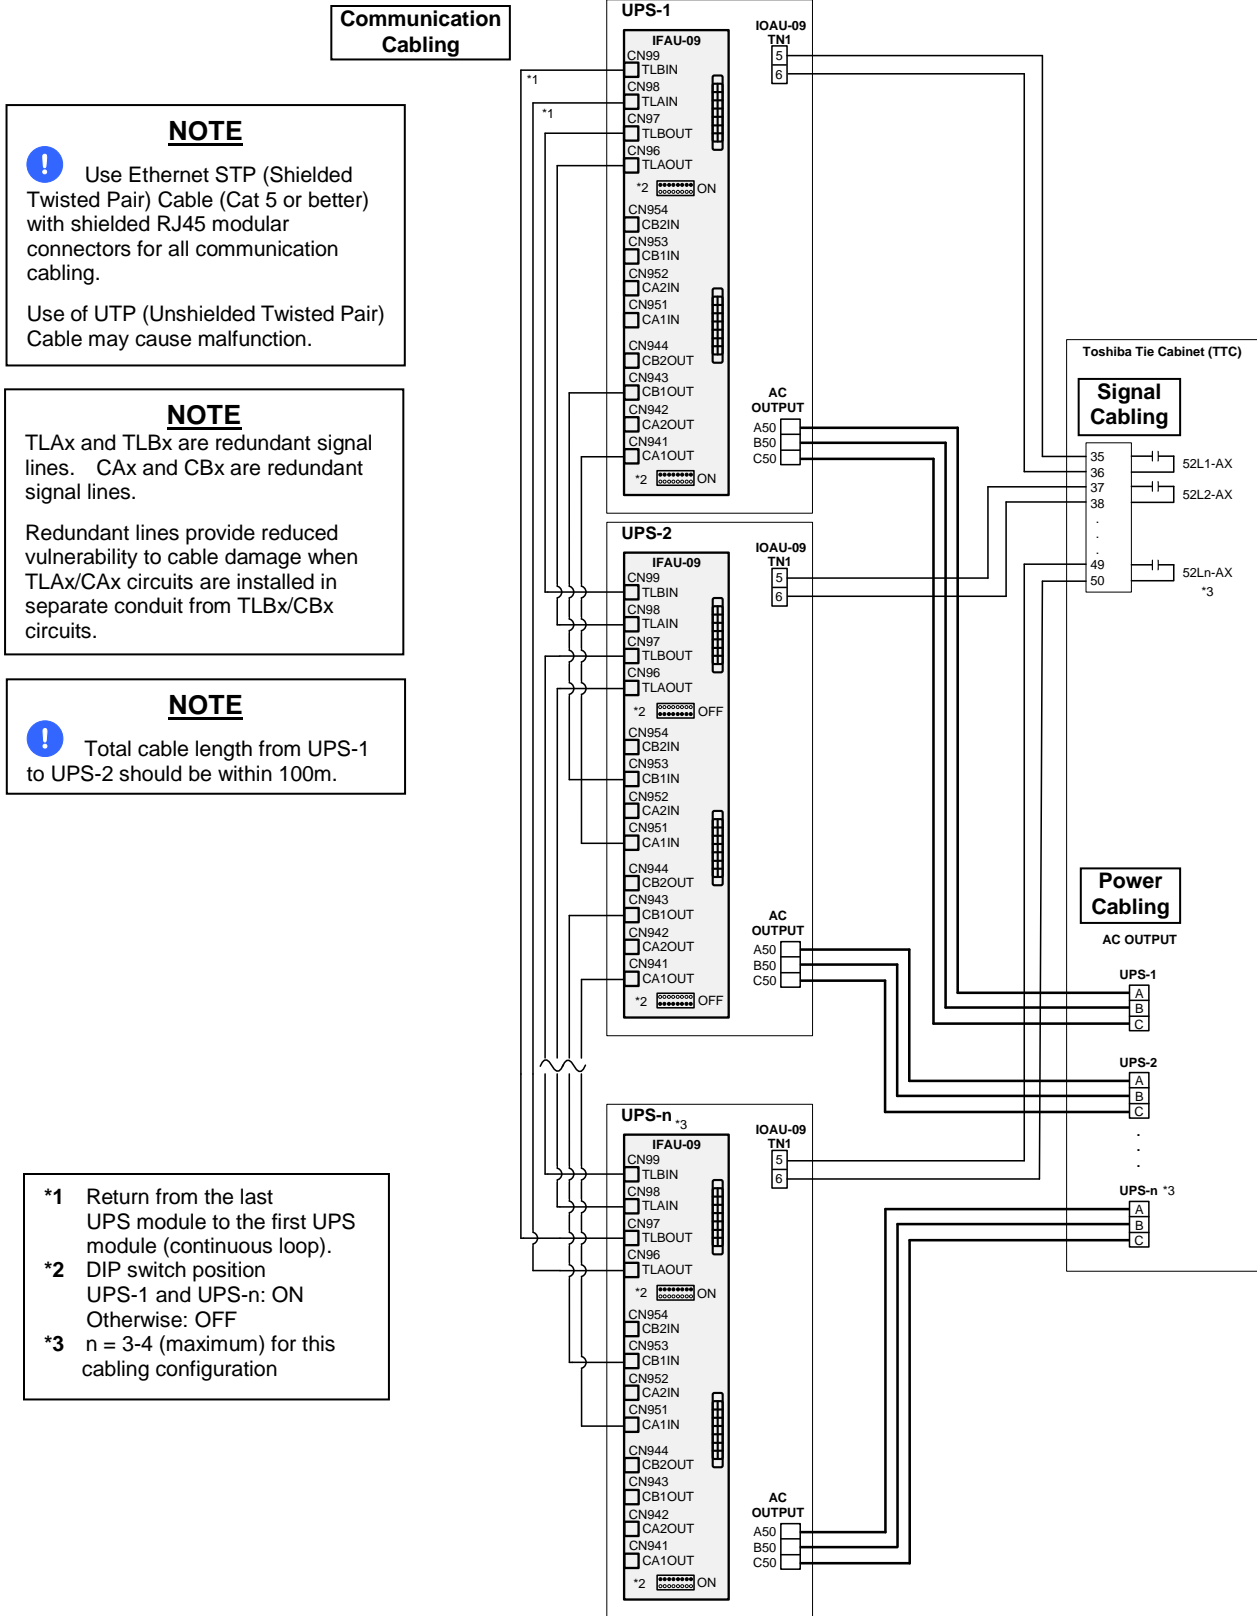 Communication
Cabling
NOTE
! Use Ethernet STP (Shielded
Twisted Pair) Cable (Cat 5 or better)
with shielded RJ45 modular
connectors for all communication
cabling.
Use of UTP (Unshielded Twisted Pair)
Cable may cause malfunction.
NOTE
TLAx and TLBx are redundant signal
lines. CAx and CBx are redundant
signal lines.
Redundant lines provide reduced
vulnerability to cable damage when
TLAx/CAx circuits are installed in
separate conduit from TLBx/CBx
circuits.
NOTE
! Total cable length from UPS-1
to UPS-2 should be within 100m.
*1 Return from the last
UPS module to the first UPS
module (continuous loop).
*2 DIP switch position
UPS-1 and UPS-n: ON
Otherwise: OFF
*3 n = 3-4 (maximum) for this
cabling configuration
*1
*1
UPS-1
IFAU-09
CN99
TLBIN
CN98
TLAIN
CN97
TLBOUT
CN96
TLAOUT
*2 ON
CN954
CB2IN
CN953
CB1IN
CN952
CA2IN
CN951
CA1IN
CN944
CB2OUT
CN943
CB1OUT
CN942
CA2OUT
CN941
CA1OUT
*2 ON
IOAU-09
TN1
5
6
AC
OUTPUT
A50
B50
C50
UPS-2
IFAU-09
CN99
TLBIN
CN98
TLAIN
CN97
TLBOUT
CN96
TLAOUT
*2 OFF
CN954
CB2IN
CN953
CB1IN
CN952
CA2IN
CN951
CA1IN
CN944
CB2OUT
CN943
CB1OUT
CN942
CA2OUT
CN941
CA1OUT
*2 OFF
IOAU-09
TN1
5
6
AC
OUTPUT
A50
B50
C50
UPS-n *3
IFAU-09
CN99
TLBIN
CN98
TLAIN
CN97
TLBOUT
CN96
TLAOUT
*2 ON
CN954
CB2IN
CN953
CB1IN
CN952
CA2IN
CN951
CA1IN
CN944
CB2OUT
CN943
CB1OUT
CN942
CA2OUT
CN941
CA1OUT
*2 ON
IOAU-09
TN1
5
6
AC
OUTPUT
A50
B50
C50
Toshiba Tie Cabinet (TTC)
Signal
Cabling
35
36
37
38
.
.
.
49
50
52L1-AX
52L2-AX
52Ln-AX
*3
Power
Cabling
AC OUTPUT
UPS-1
A
B
C
UPS-2
A
B
C
.
.
.
UPS-n *3
A
B
C